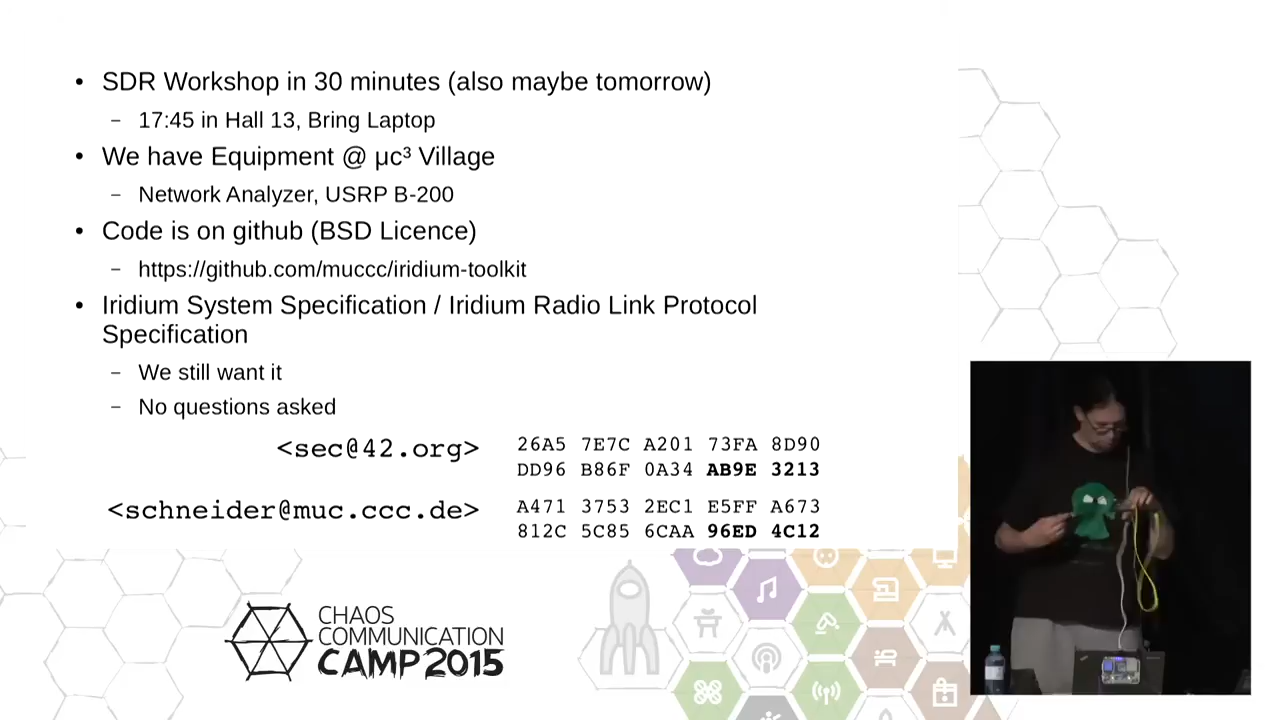 • SDR Workshop in 30 minutes (also maybe tomorrow)
– 17:45 in Hall 13, Bring Laptop
• We have Equipment @ µc³ Village
– Network Analyzer, USRP B-200
• Code is on github (BSD Licence)
– https://github.com/muccc/iridium-toolkit
• Iridium System Specification / Iridium Radio Link Protocol
Specification
– We still want it
– No questions asked
<sec@42.org>
26A5 7E7C A201 73FA 8D90
DD96 B86F 0A34 AB9E 3213
<schneider@muc.ccc.de>
A471 3753 2EC1 E5FF A673
812C 5C85 6CAA 96ED 4C12
CHAOS
COMMUNICATION
CAMP 2015